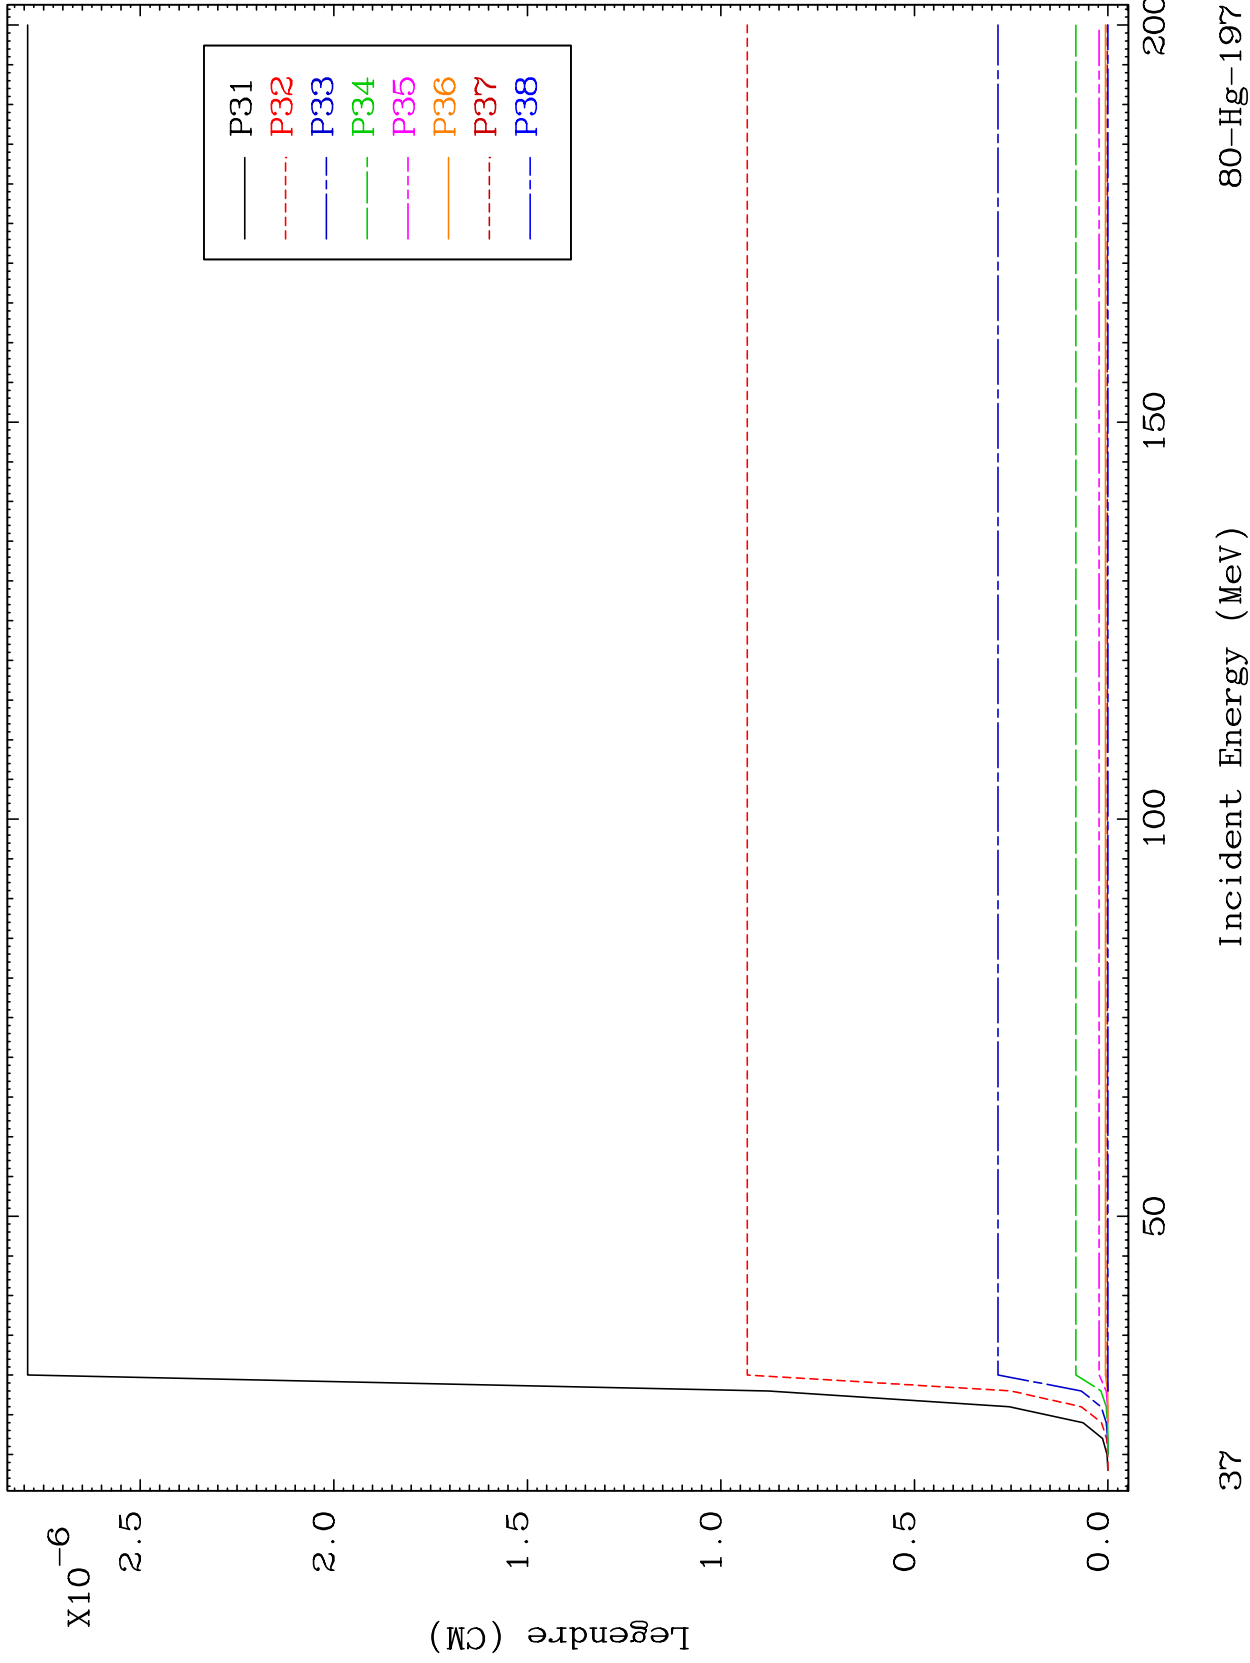 X10-6
2.5
2.0
1.5
1.0
0.5
0.0
Legendre (CM)
P31
P32
P33
P34
P35
P36
P37
P38
50
100
150
200
Incident Energy (MeV)
37
80-Hg-197